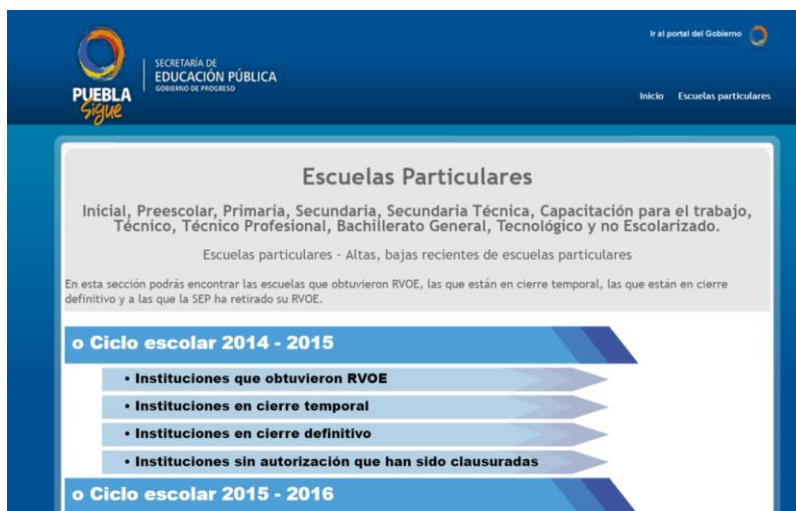 Ir al portal del Gobierno
SECRETARÍA DE
EDUCACIÓN PÚBLICA
GOBIERNO DE PROGRESO
PUEBLA
Sigue
Inicio Escuelas particulares
Escuelas Particulares
Inicial, Preescolar, Primaria, Secundaria, Secundaria Técnica, Capacitación para el trabajo,
Técnico, Técnico Profesional, Bachillerato General, Tecnológico y no Escolarizado.
Escuelas particulares - Altas, bajas recientes de escuelas particulares
En esta sección podrás encontrar las escuelas que obtuvieron RVOE, las que están en cierre temporal, las que están en cierre
definitivo y a las que la SEP ha retirado su RVOE.
o Ciclo escolar 2014 - 2015
• Instituciones que obtuvieron RVOE
• Instituciones en cierre temporal
• Instituciones en cierre definitivo
• Instituciones sin autorización que han sido clausuradas
o Ciclo escolar 2015 - 2016